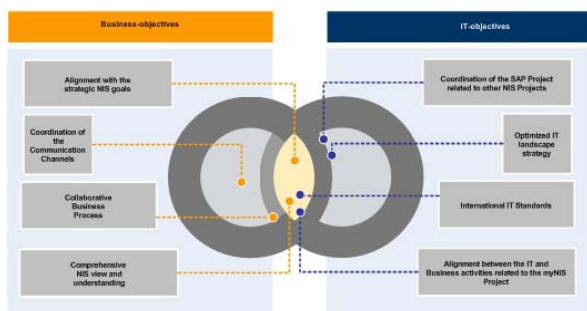 Business-objectives
IT-objectives
Alignment with the
strategic NIS goals
Coordination of
the
Communication
Channels
Collaborative
Business
Process
Comprehensive
NIS view and
understanding
Coordination of the SAP Project
related to other NIS Projects
Optimized IT
landscape
strategy
International IT Standards
Alignment between the IT and
Business activities related to the myNIS
Project